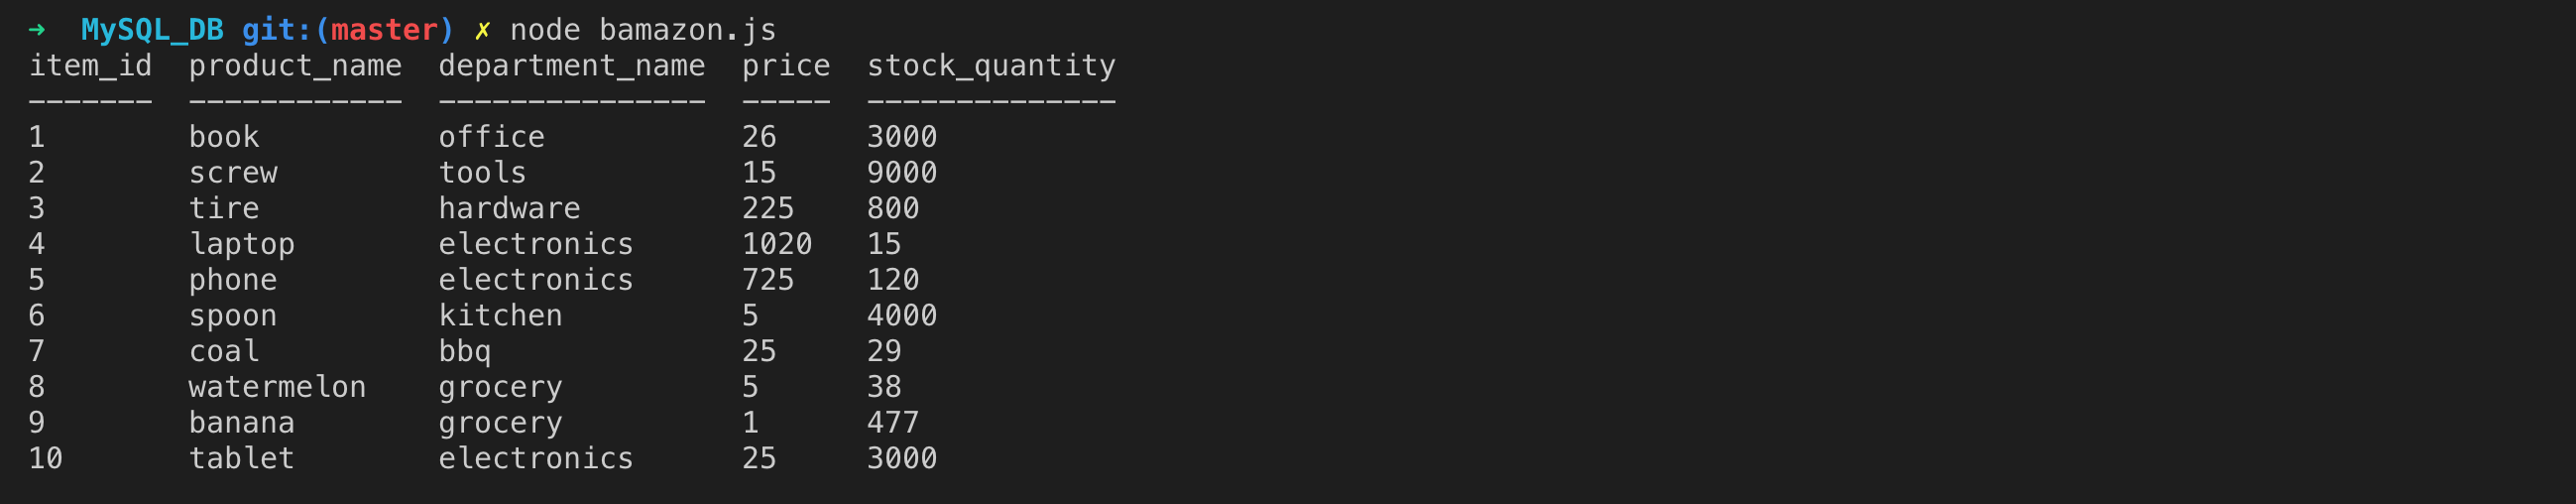 ➜  MySQL_DB git:(master) ✗ node bamazon.js
item_id  product_name  department_name  price  stock_quantity
-------  ------------  ---------------  -----  --------------
1        book          office           26     3000
2        screw         tools            15     9000
3        tire          hardware         225    800
4        laptop        electronics      1020   15
5        phone         electronics      725    120
6        spoon         kitchen          5      4000
7        coal          bbq              25     29
8        watermelon    grocery          5      38
9        banana        grocery          1      477
10       tablet        electronics      25     3000